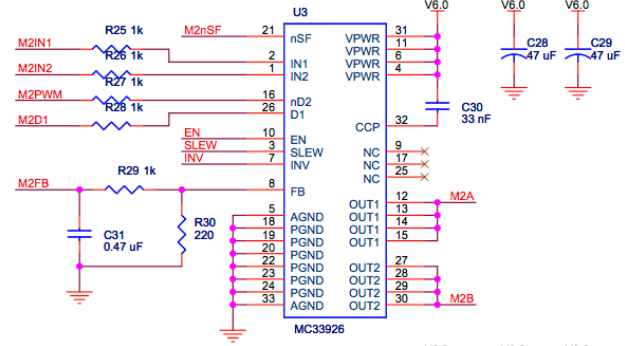 V6.0 V6.0 V6.0
U3
R25 1k M2nSF 21 nSF VPWR 31
M2IN1 VPWR 11
R26 1k 2 IN1 VPWR 6
M2IN2 1 IN2 VPWR 4
C28 47 uF
C29 47 uF
R27 1k
M2PWM 16 nD2
R28 1k 26 D1
M2D1
C30
33 nF
CCP 32
EN 10 EN
SLEW 3 SLEW NC 9
INV 7 INV NC 17
NC 25
R29 1k
M2FB 8 FB
OUT1 12 M2A
5 AGND OUT1 13
18 PGND OUT1 14
19 PGND OUT1 15
20 PGND
22 PGND OUT2 27
23 PGND OUT2 28
24 PGND OUT2 29
33 AGND OUT2 30 M2B
C31
0.47 uF
R30
220
MC33926